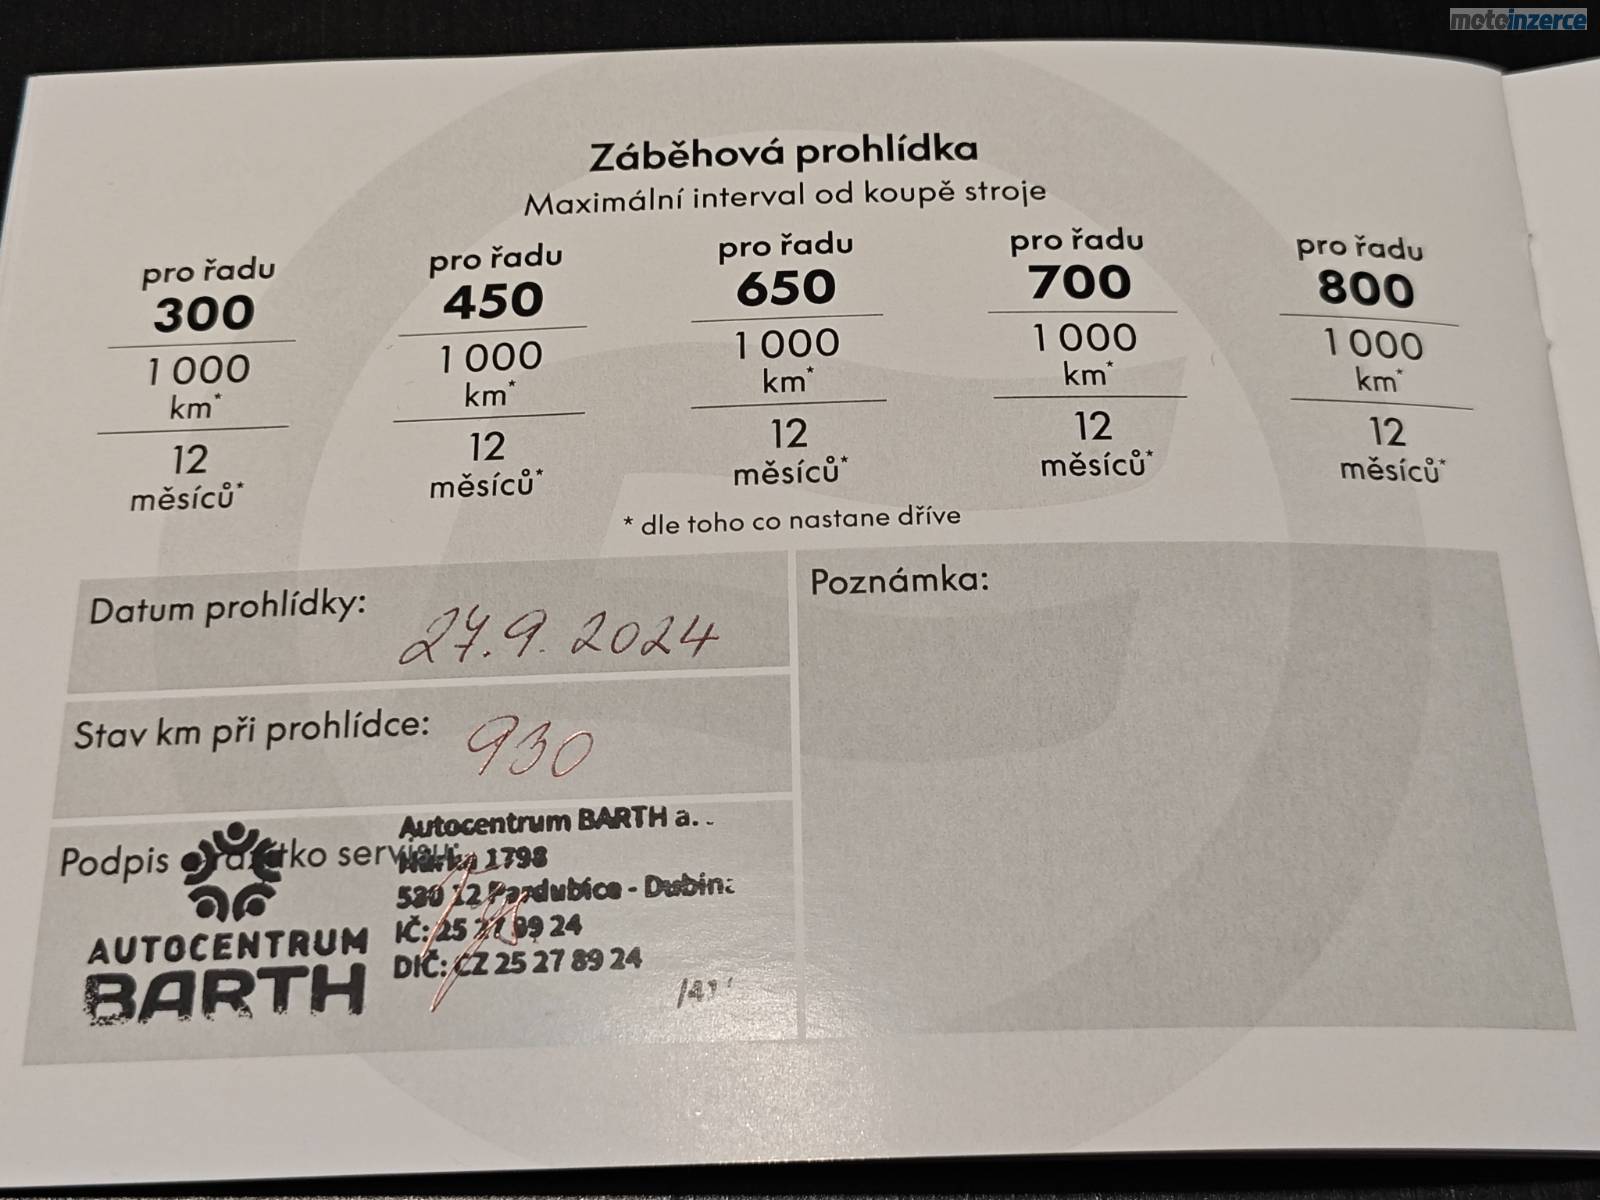 motoinzerce
Záběhová prohlídka
Maximální interval od koupě stroje
pro řadu 300
1 000 km*
12 měsíců*
pro řadu 450
1 000 km*
12 měsíců*
pro řadu 650
1 000 km*
12 měsíců*
pro řadu 700
1 000 km*
12 měsíců*
pro řadu 800
1 000 km*
12 měsíců*
* dle toho co nastane dříve
Datum prohlídky: 27.9.2024
Poznámka:
Stav km při prohlídce: 930
Podpis
AUTOCENTRUM
BARTH
Autocentrum BARTH a.
1798
530 12 Pardubice - Dubina
IČ: 25 27 89 24
DIČ: CZ 25 27 89 24